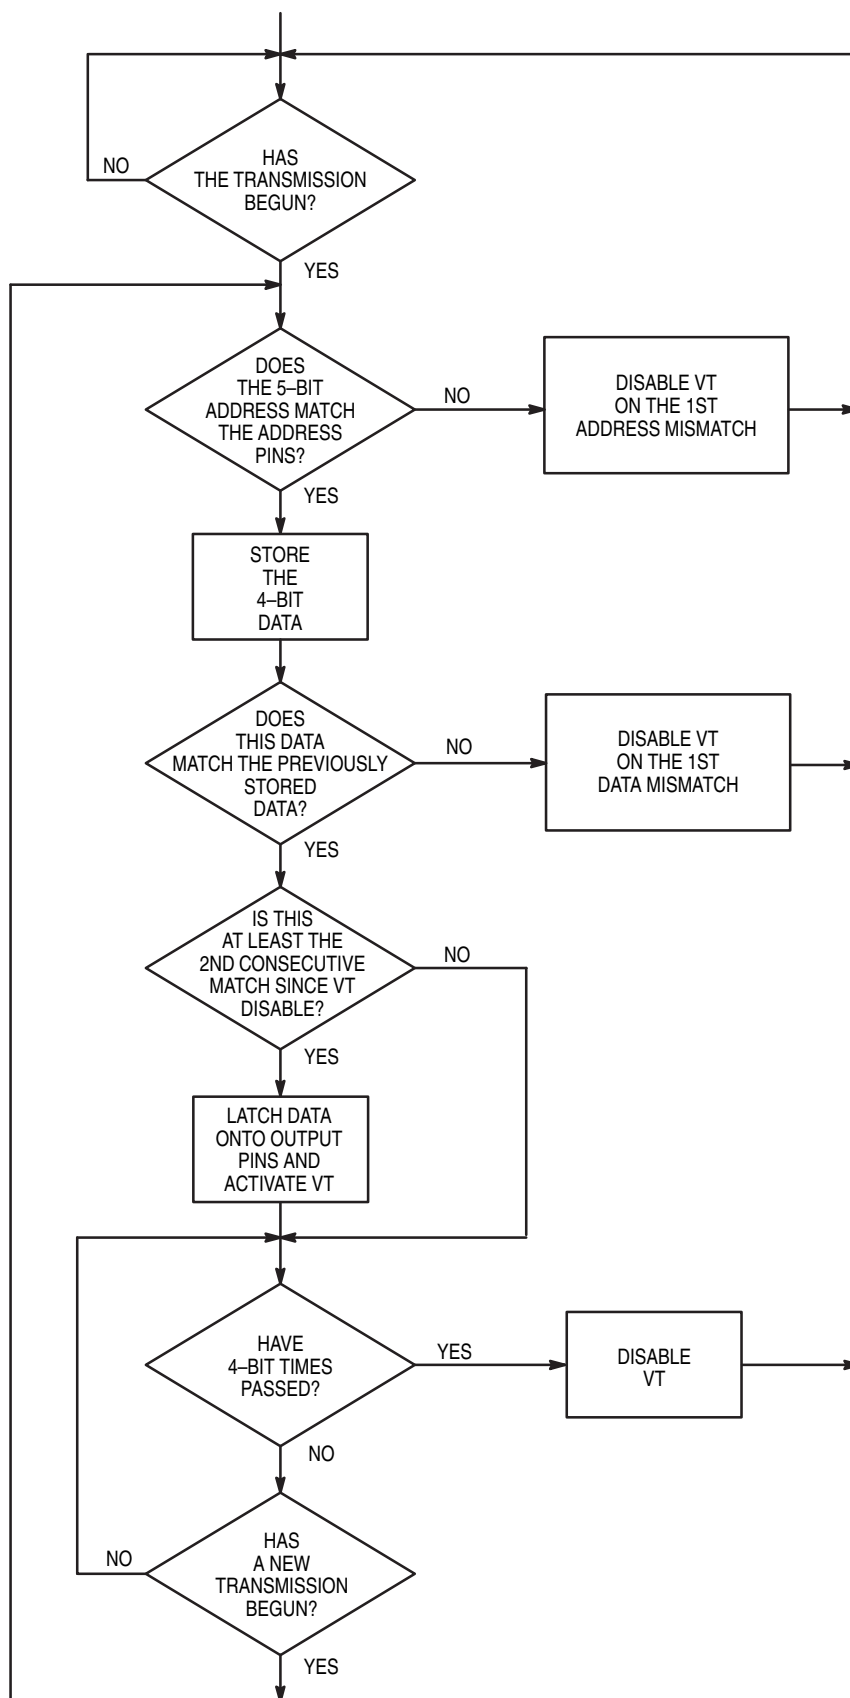 HAS
THE TRANSMISSION
BEGUN?
NO
YES
DOES
THE 5–BIT
ADDRESS MATCH
THE ADDRESS
PINS?
NO
DISABLE VT
ON THE 1ST
ADDRESS MISMATCH
YES
STORE
THE
4–BIT
DATA
DOES
THIS DATA
MATCH THE PREVIOUSLY
STORED
DATA?
NO
DISABLE VT
ON THE 1ST
DATA MISMATCH
YES
IS THIS
AT LEAST THE
2ND CONSECUTIVE
MATCH SINCE VT
DISABLE?
NO
YES
LATCH DATA
ONTO OUTPUT
PINS AND
ACTIVATE VT
HAVE
4–BIT TIMES
PASSED?
YES
DISABLE
VT
NO
HAS
A NEW
TRANSMISSION
BEGUN?
NO
YES